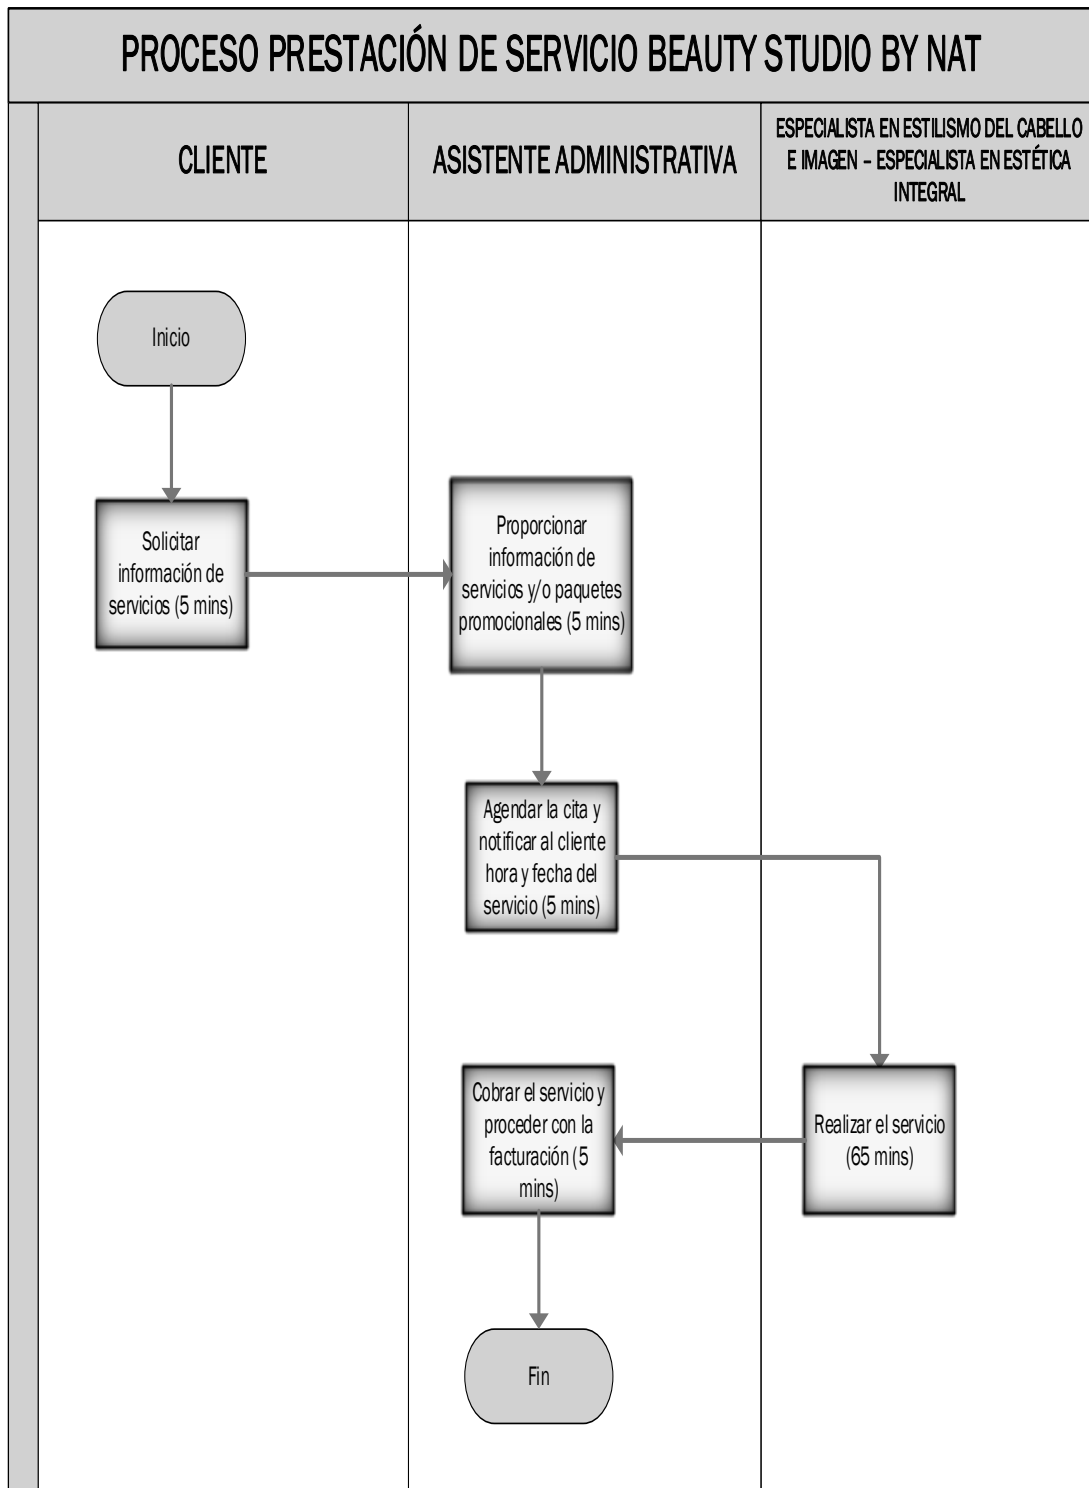 PROCESO PRESTACIÓN DE SERVICIO BEAUTY STUDIO BY NAT
CLIENTE
ASISTENTE ADMINISTRATIVA
ESPECIALISTA EN ESTILISMO DEL CABELLO
E IMAGEN – ESPECIALISTA EN ESTÉTICA
INTEGRAL
Inicio
Solicitar
información de
servicios (5 mins)
Proporcionar
información de
servicios y/o paquetes
promocionales (5 mins)
Agendar la cita y
notificar al cliente
hora y fecha del
servicio (5 mins)
Realizar el servicio
(65 mins)
Cobrar el servicio y
proceder con la
facturación (5
mins)
Fin